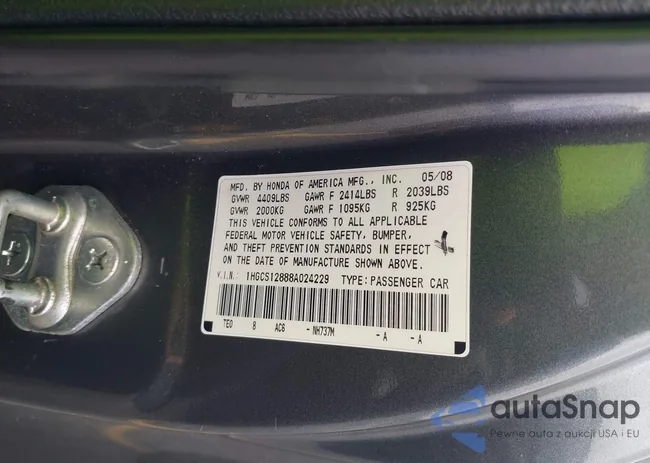 MFD. BY HONDA OF AMERICA MFG., INC. 05/08
GVWR 4409LBS GAWR F 2414LBS R 2039LBS
GVWR 2000KG GAWR F 1095KG R 925KG
THIS VEHICLE CONFORMS TO ALL APPLICABLE
FEDERAL MOTOR VEHICLE SAFETY, BUMPER,
AND THEFT PREVENTION STANDARDS IN EFFECT ON
THE DATE OF MANUFACTURE SHOWN ABOVE.
V.I.N.: 1HGCS12888A024229 TYPE: PASSENGER CAR
TE0 8 AC6 - NH737M - A - A
autaSnap
Pewne auta z aukcji USA i EU